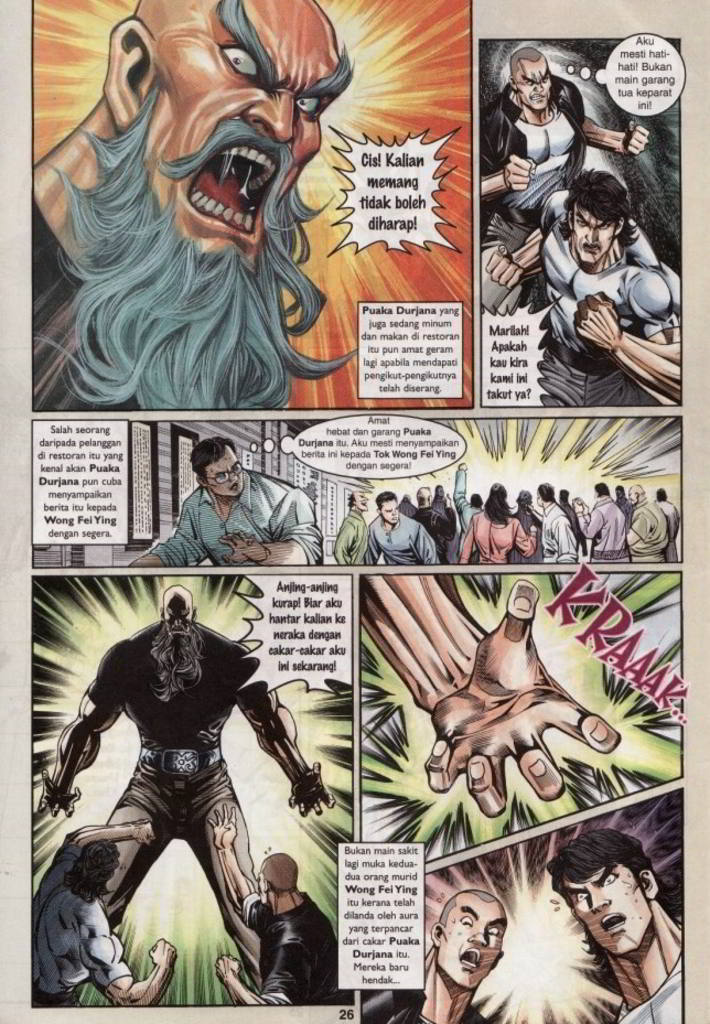 Cis! Kalian
memang
tidak boleh
diharap!
Puaka Durjana yang
juga sedang minum
dan makan di restoran
itu pun amat geram
lagi apabila mendapati
pengikut-pengikutnya
telah diserang.
Aku
mesti hati-
hati! Bukan
main garang
tua keparat
ini!
Marilah!
Apakah
kau kira
kami ini
takut ya?
Salah seorang
daripada pelanggan
di restoran itu yang
kenal akan Puaka
Durjana pun cuba
menyampaikan
berita itu kepada
Wong Fei Ying
dengan segera.
Amat
hebat dan garang Puaka
Durjana itu. Aku mesti menyampaikan
berita ini kepada Tok Wong Fei Ying
dengan segera!
Anjing-anjing
kurap! Biar aku
hantar kalian ke
neraka dengan
cakar-cakar aku
ini sekarang!
KRAAAK...
Bukan main sakit
lagi muka kedua-
dua orang murid
Wong Fei Ying
itu kerana telah
dilanda oleh aura
yang terpancar
dari cakar Puaka
Durjana itu.
Mereka baru
hendak...
26